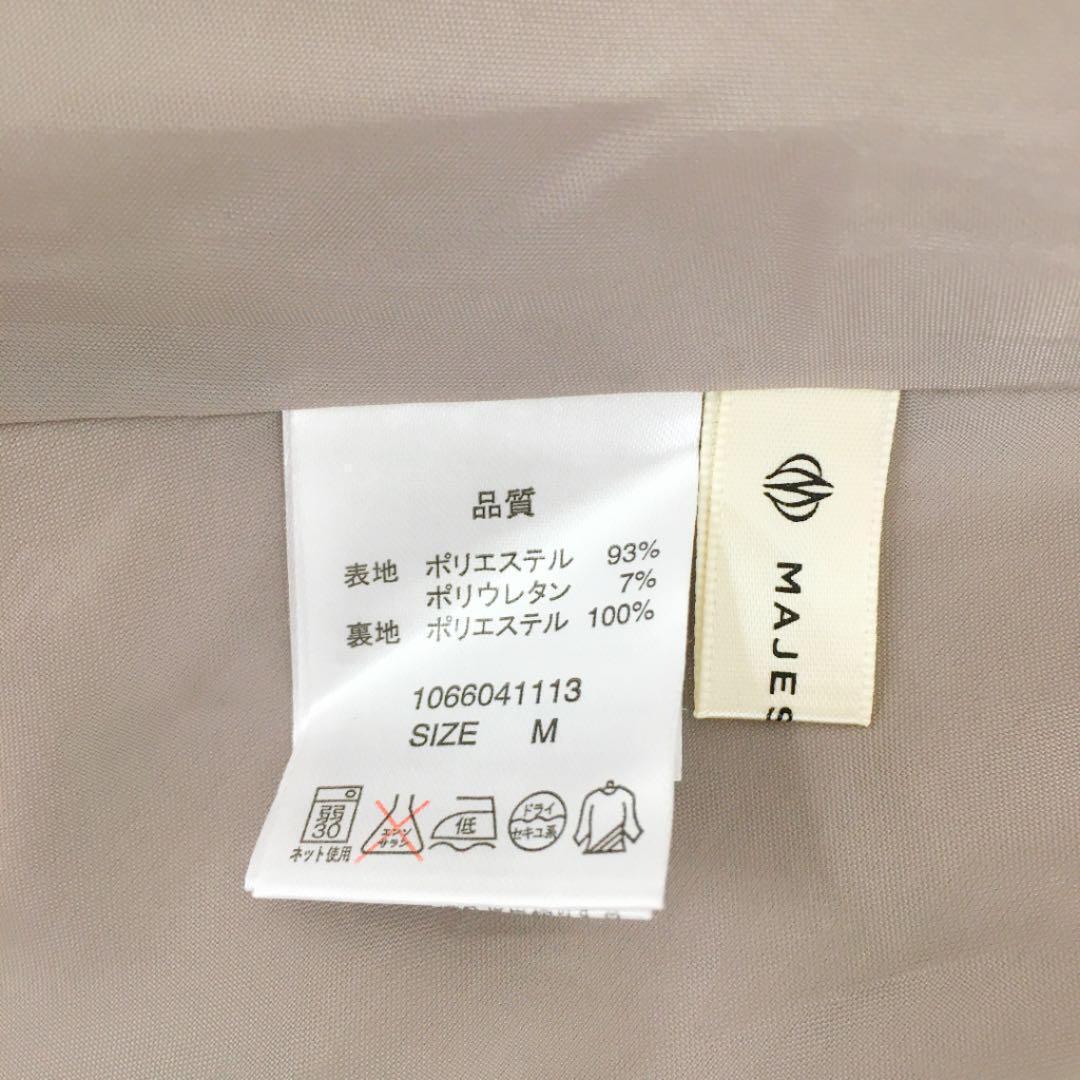 品質
表地 ポリエステル 93%
ポリウレタン 7%
裏地 ポリエステル 100%
1066041113
SIZE M
弱
30
ネット使用
エンソ
サラシ
低
ドライ
セキユ系
MAJES